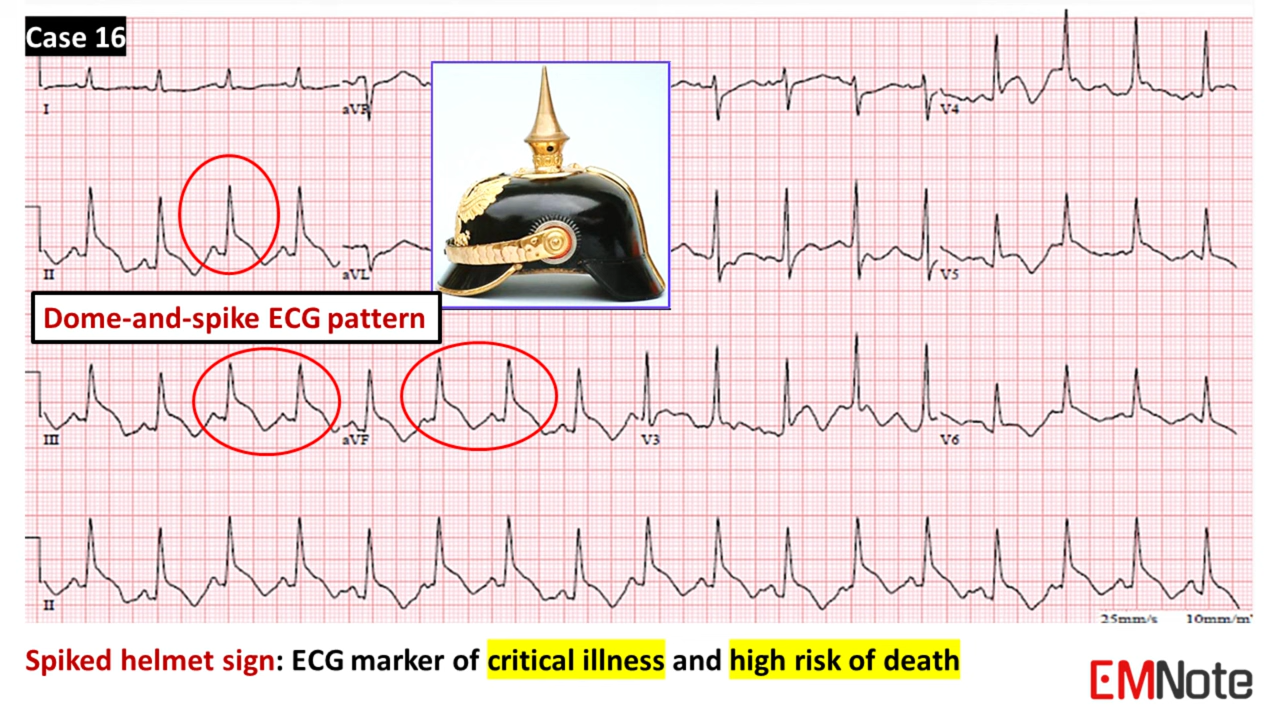 Case 16
I
aVR
V4
II
aVL
V5
Dome-and-spike ECG pattern
III
aVF
V3
V6
II
25mm/s 10mm/m
Spiked helmet sign: ECG marker of critical illness and high risk of death
EMNote